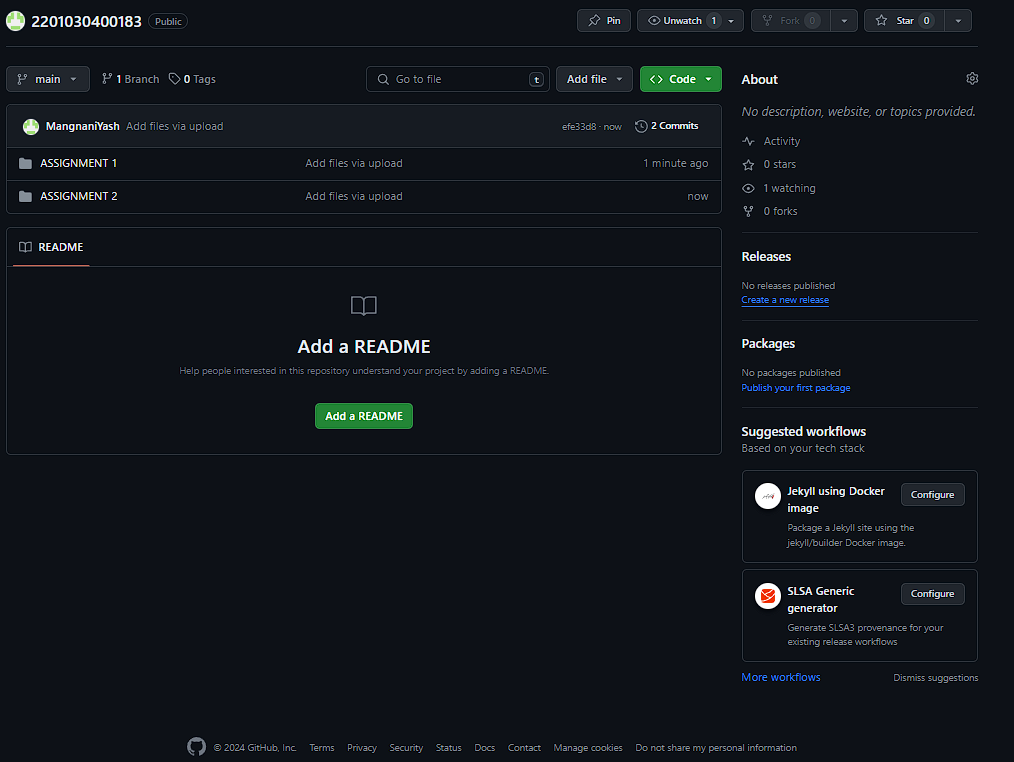 2201030400183 Public Pin Unwatch 1 Fork 0 Star 0
main 1 Branch 0 Tags Go to file t Add file Code
MangnaniYash Add files via upload efe33d8 · now 2 Commits
ASSIGNMENT 1 Add files via upload 1 minute ago
ASSIGNMENT 2 Add files via upload now
README
Add a README
Help people interested in this repository understand your project by adding a README.
Add a README
About
No description, website, or topics provided.
Activity
0 stars
1 watching
0 forks
Releases
No releases published
Create a new release
Packages
No packages published
Publish your first package
Suggested workflows
Based on your tech stack
Jekyll using Docker
image
Configure
Package a Jekyll site using the
jekyll/builder Docker image.
SLSA Generic
generator
Configure
Generate SLSA3 provenance for your
existing release workflows
More workflows Dismiss suggestions
© 2024 GitHub, Inc. Terms Privacy Security Status Docs Contact Manage cookies Do not share my personal information